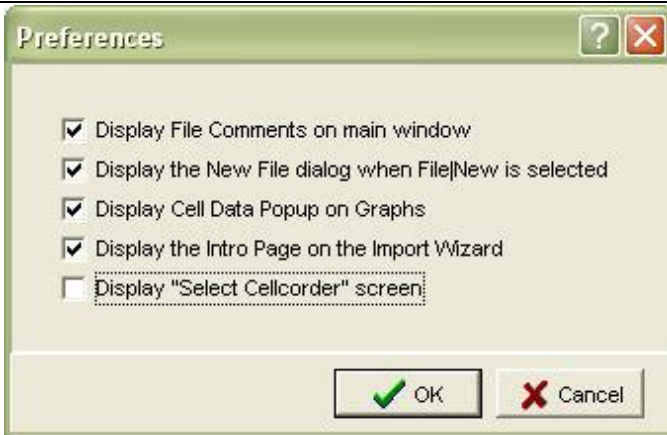 Preferences
Display File Comments on main window
Display the New File dialog when File|New is selected
Display Cell Data Popup on Graphs
Display the Intro Page on the Import Wizard
Display "Select Cellcorder" screen
OK Cancel